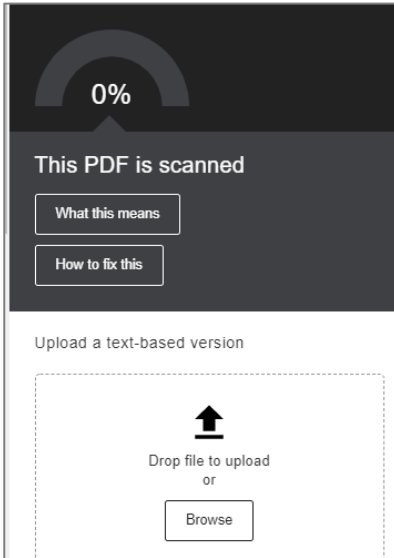 0%
This PDF is scanned
What this means
How to fix this
Upload a text-based version
Drop file to upload
or
Browse